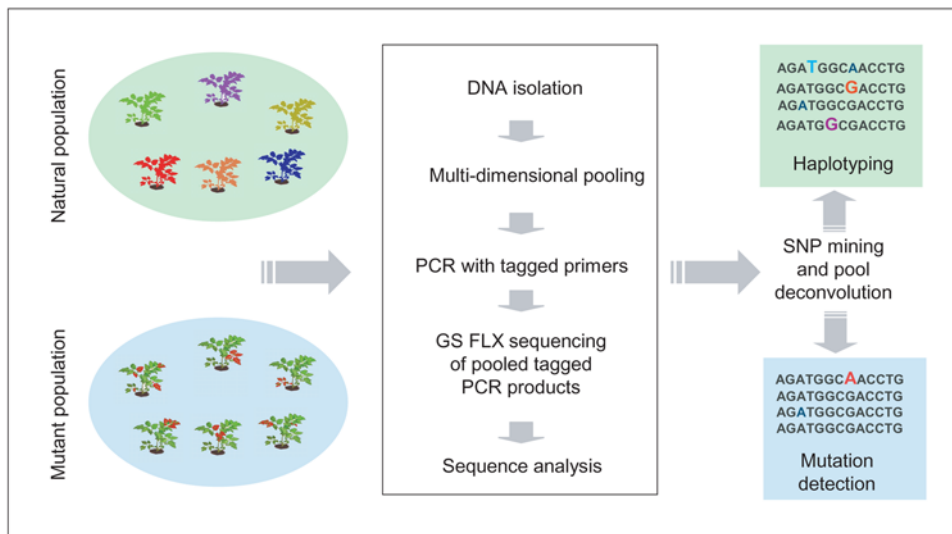 Natural population
Mutant population
DNA isolation
Multi-dimensional pooling
PCR with tagged primers
GS FLX sequencing
of pooled tagged
PCR products
Sequence analysis
AGATGGCAACCTG
AGATGGCGACCTG
AGATGGCGACCTG
AGATGGCGACCTG
Haplotyping
SNP mining
and pool
deconvolution
AGATGGCAACCTG
AGATGGCGACCTG
AGATGGCGACCTG
AGATGGCGACCTG
Mutation
detection